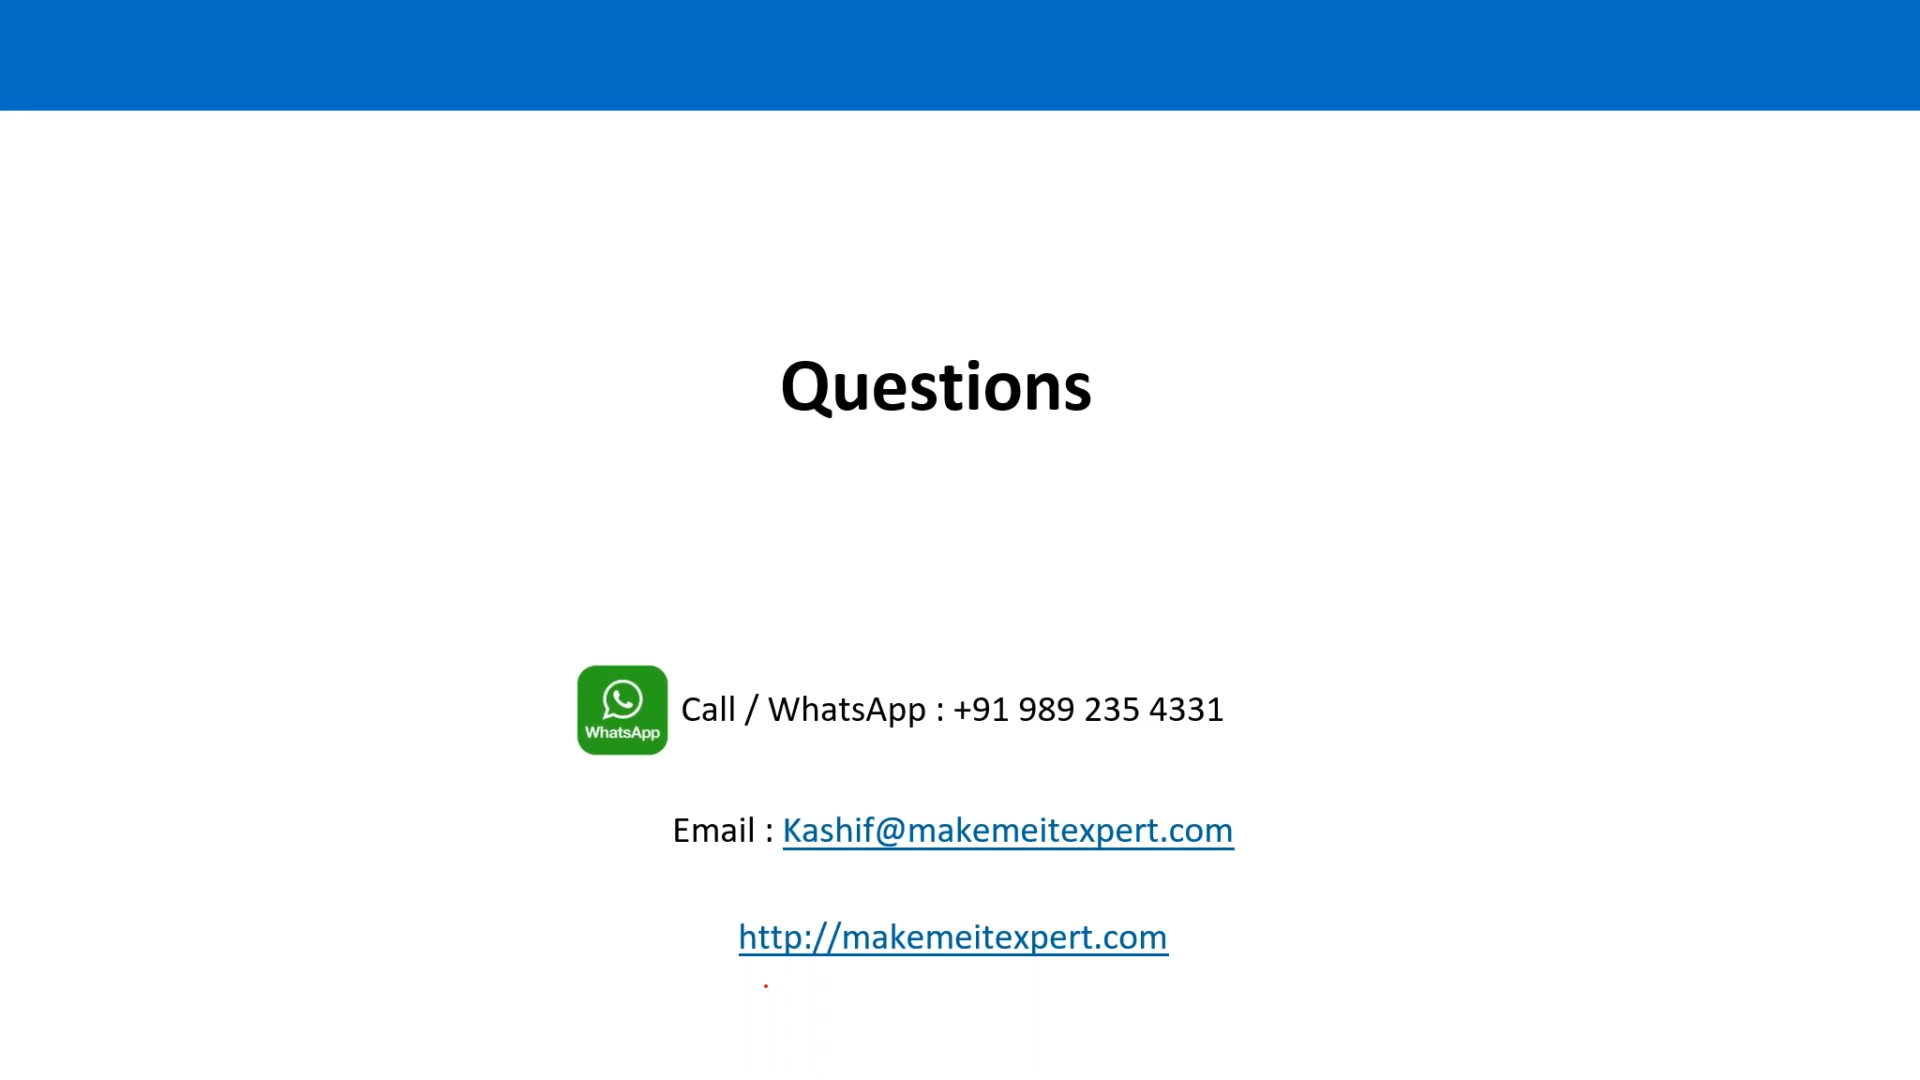 Questions
WhatsApp
Call / WhatsApp : +91 989 235 4331
Email : Kashif@makemeitexpert.com
http://makemeitexpert.com